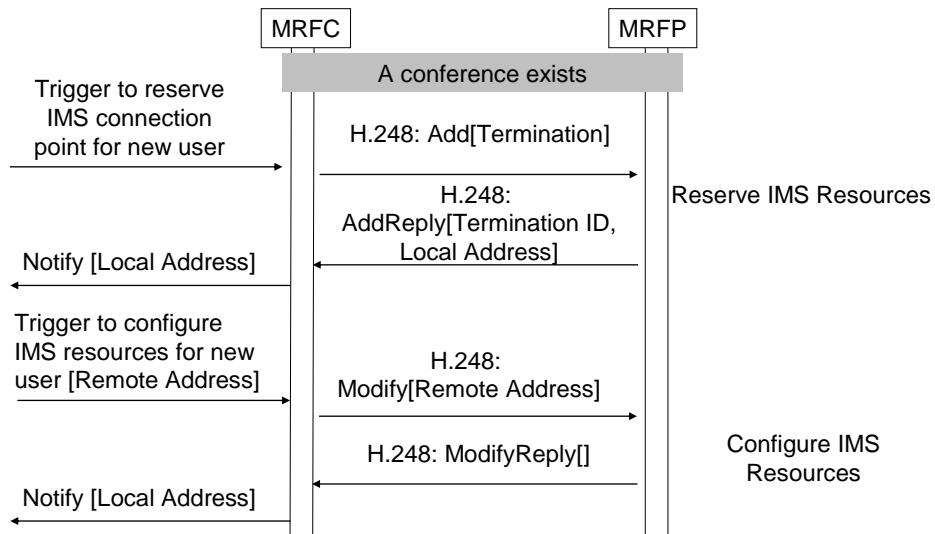 MRFC
MRFP
A conference exists
Trigger to reserve
IMS connection
point for new user
H.248: Add[Termination]
H.248:
AddReply[Termination ID,
Local Address]
Reserve IMS Resources
Notify [Local Address]
Trigger to configure
IMS resources for new
user [Remote Address]
H.248:
Modify[Remote Address]
H.248: ModifyReply[]
Configure IMS
Resources
Notify [Local Address]